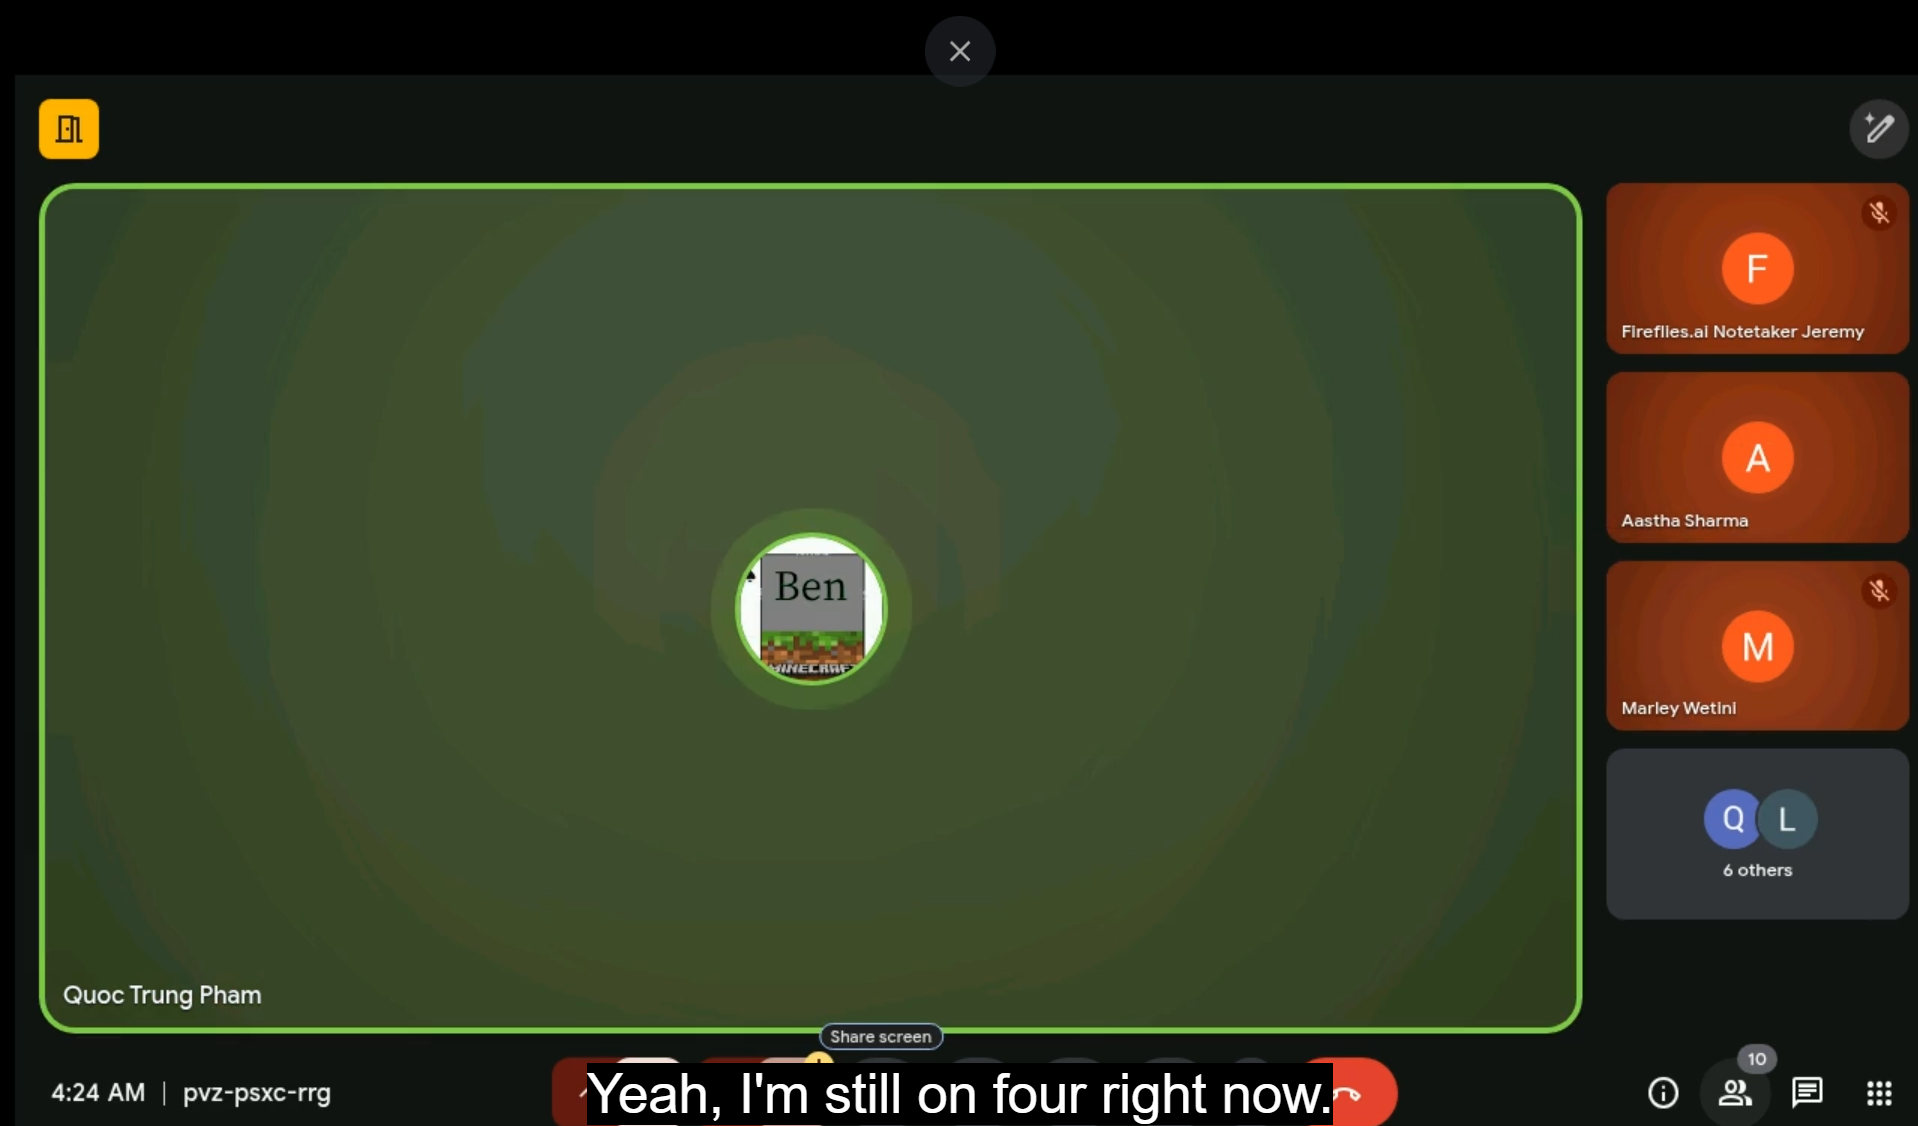 F
Fireflies.ai Notetaker Jeremy
A
Aastha Sharma
Ben
MINECRAFT
M
Marley Wetini
Q L
6 others
Quoc Trung Pham
Share screen
10
4:24 AM | pvz-psxc-rrg
Yeah, I'm still on four right now.